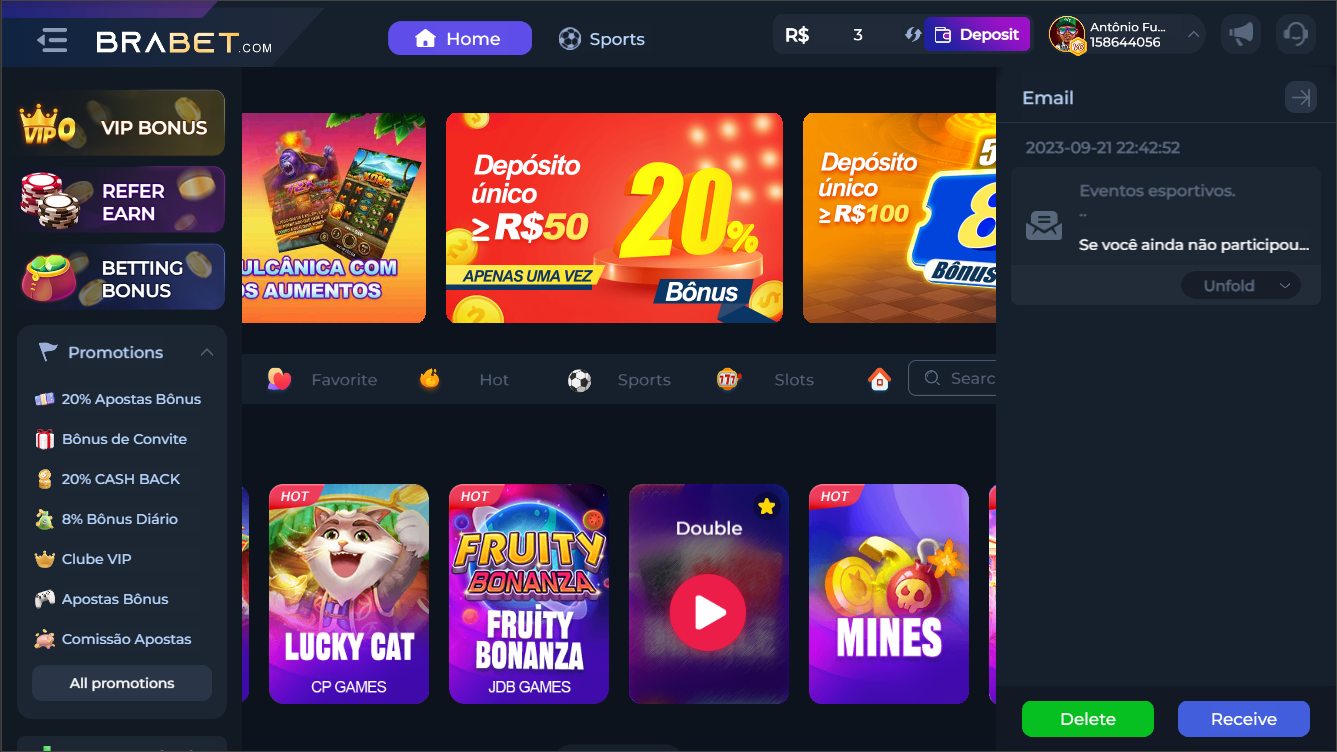 BRABET.COM
Home
Sports
R$
3
Deposit
Antônio Fu...
158644056
VIP 0
VIP BONUS
REFER
EARN
BETTING
BONUS
Promotions
20% Apostas Bônus
Bônus de Convite
20% CASH BACK
8% Bônus Diário
Clube VIP
Apostas Bônus
Comissão Apostas
All promotions
ULCÂNICA COM
OS AUMENTOS
Depósito
único
≥R$50
20%
APENAS UMA VEZ
Bônus
Depósito
único
≥R$100
5
8
Bônus
Favorite
Hot
Sports
777
Slots
Searc
HOT
LUCKY CAT
CP GAMES
HOT
FRUITY
BONANZA
FRUITY
BONANZA
JDB GAMES
Double
HOT
MINES
Email
2023-09-21 22:42:52
Eventos esportivos.
..
Se você ainda não participou...
Unfold
Delete
Receive